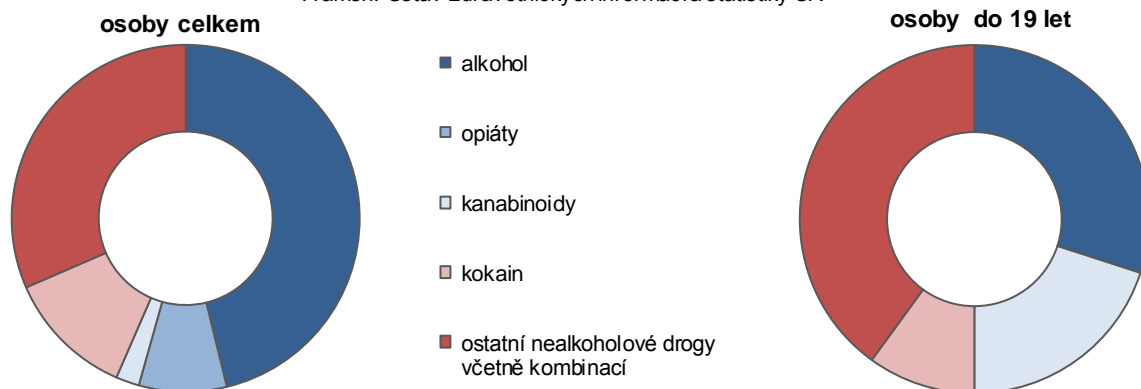 osoby celkem
osoby do 19 let
alkohol
opiáty
kanabinoidy
kokain
ostatní nealkoholové drogy
včetně kombinací